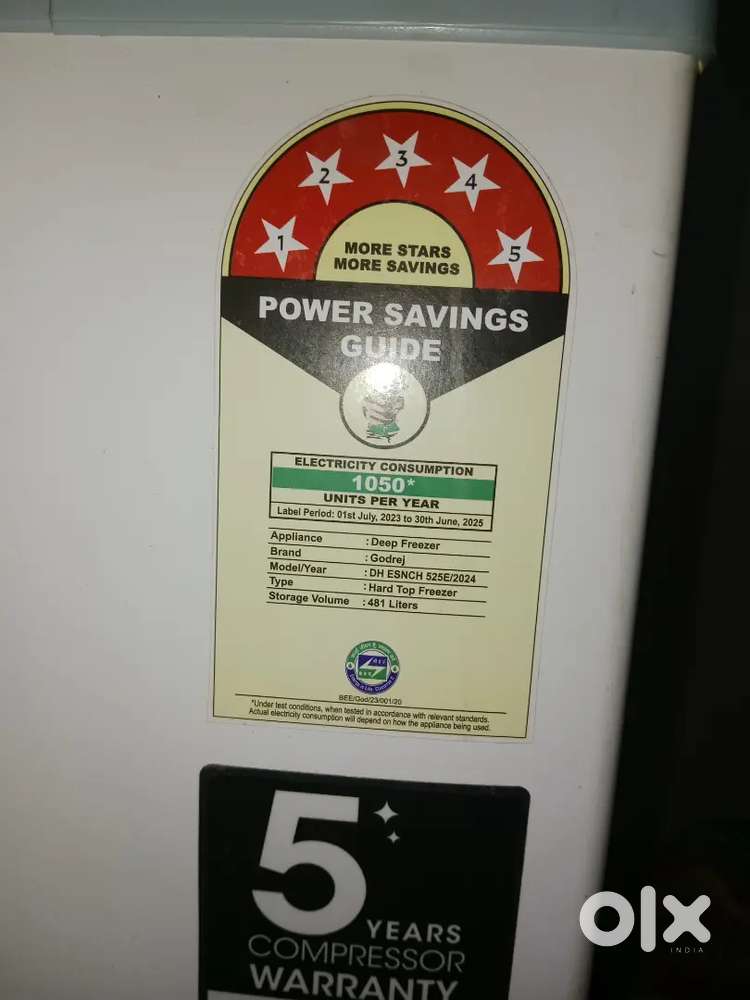 1
2
3
4
5
MORE STARS
MORE SAVINGS
POWER SAVINGS
GUIDE
ELECTRICITY CONSUMPTION
1050*
UNITS PER YEAR
Label Period: 01st July, 2023 to 30th June, 2025
Appliance : Deep Freezer
Brand : Godrej
Model/Year : DH ESNCH 525E/2024
Type : Hard Top Freezer
Storage Volume : 481 Liters
BEE/God/23/001/20
*Under test conditions, when tested in accordance with relevant standards.
Actual electricity consumption will depend on how the appliance being used.
5
YEARS
COMPRESSOR
WARRANTY
olx
INDIA